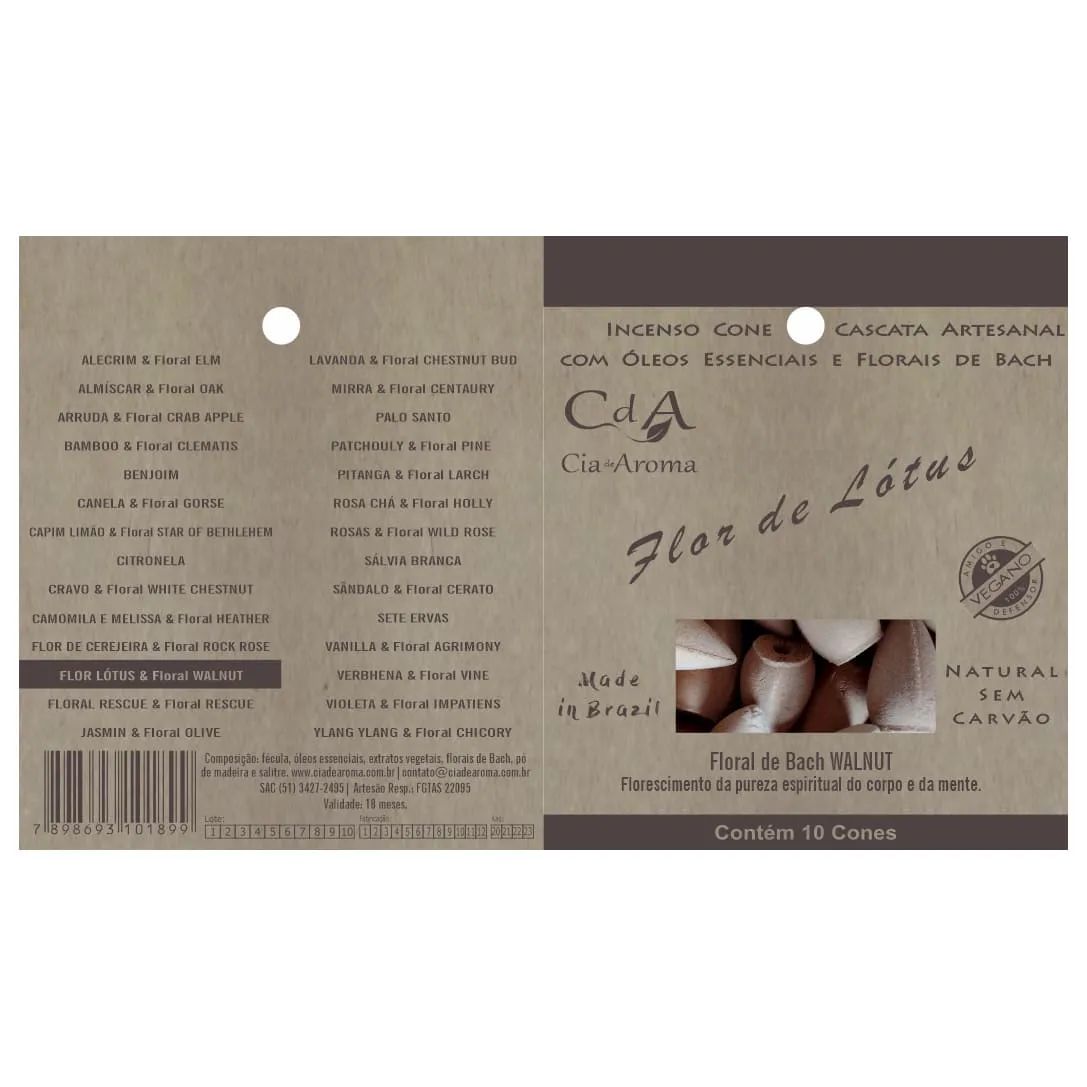 ALECRIM & Floral ELM
ALMÍSCAR & Floral OAK
ARRUDA & Floral CRAB APPLE
BAMBOO & Floral CLEMATIS
BENJOIM
CANELA & Floral GORSE
CAPIM LIMÃO & Floral STAR OF BETHLEHEM
CITRONELA
CRAVO & Floral WHITE CHESTNUT
CAMOMILA E MELISSA & Floral HEATHER
FLOR DE CEREJEIRA & Floral ROCK ROSE
FLOR LÓTUS & Floral WALNUT
FLORAL RESCUE & Floral RESCUE
JASMIN & Floral OLIVE
LAVANDA & Floral CHESTNUT BUD
MIRRA & Floral CENTAURY
PALO SANTO
PATCHOULY & Floral PINE
PITANGA & Floral LARCH
ROSA CHÁ & Floral HOLLY
ROSAS & Floral WILD ROSE
SÁLVIA BRANCA
SÂNDALO & Floral CERATO
SETE ERVAS
VANILLA & Floral AGRIMONY
VERBHENA & Floral VINE
VIOLETA & Floral IMPATIENS
YLANG YLANG & Floral CHICORY
Composição: fécula, óleos essenciais, extratos vegetais, florais de Bach, pó
de madeira e salitre. www.ciadearoma.com.br | contato@ciadearoma.com.br
SAC (51) 3427-2495 | Artesão Resp.: FGTAS 22095
Validade: 18 meses.
7 898693 101899
Lote:
1 2 3 4 5 6 7 8 9 10
Fabricação:
1 2 3 4 5 6 7 8 9 10 11 12
20 21 22 23
INCENSO CONE CASCATA ARTESANAL
COM ÓLEOS ESSENCIAIS E FLORAIS DE BACH
CdA
Cia de Aroma
Flor de Lótus
AMIGO E
VEGANO
100%
DEFENSOR
Made
in Brazil
NATURAL
SEM
CARVÃO
Floral de Bach WALNUT
Florescimento da pureza espiritual do corpo e da mente.
Contém 10 Cones